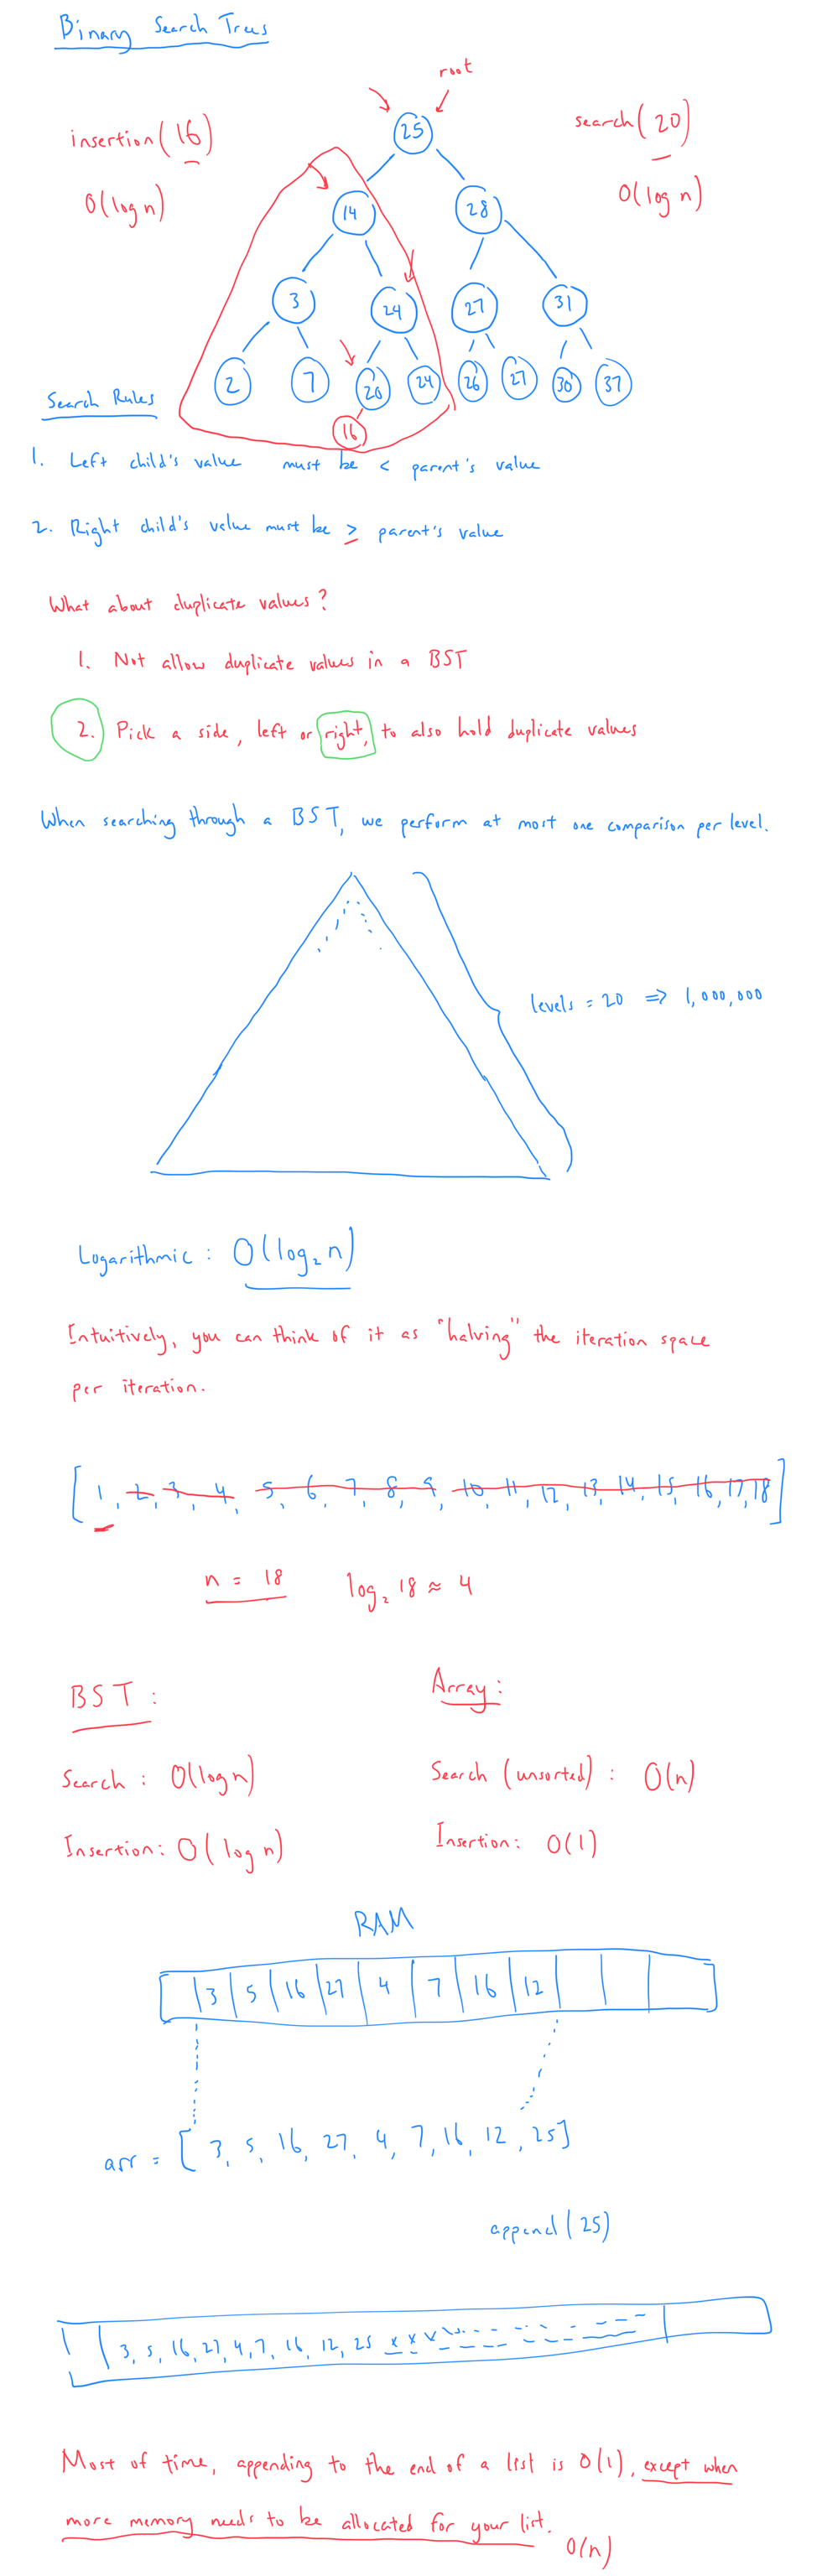 Binary Search Trees
root
insertion(16)
search(20)
O(log n)
O(log n)
25
14
28
3
24
27
31
2
7
20
24
26
27
30
37
16
Search Rules
1. Left child's value must be < parent's value
2. Right child's value must be ≥ parent's value
What about duplicate values?
1. Not allow duplicate values in a BST
2. Pick a side, left or right, to also hold duplicate values
When searching through a BST, we perform at most one comparison per level.
levels = 20 ⇒ 1,000,000
Logarithmic: O(log₂ n)
Intuitively, you can think of it as "halving" the iteration space
per iteration.
[1, 2, 3, 4, 5, 6, 7, 8, 9, 10, 11, 12, 13, 14, 15, 16, 17, 18]
n = 18 log₂ 18 ≈ 4
BST: Array:
Search: O(log n) Search (unsorted): O(n)
Insertion: O(log n) Insertion: O(1)
RAM
3 5 16 27 4 7 16 12
arr = [3, 5, 16, 27, 4, 7, 16, 12, 25]
append(25)
3, 5, 16, 27, 4, 7, 16, 12, 25 x x x
Most of time, appending to the end of a list is O(1), except when
more memory needs to be allocated for your list.
O(n)